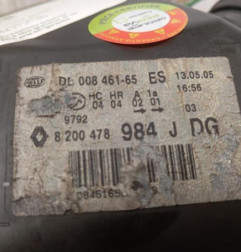 DL 008 461-65 ES 13.05.05
16:56
HC HR A 1a
04 04 02 01 03
9792
8 200 478 984 J DG